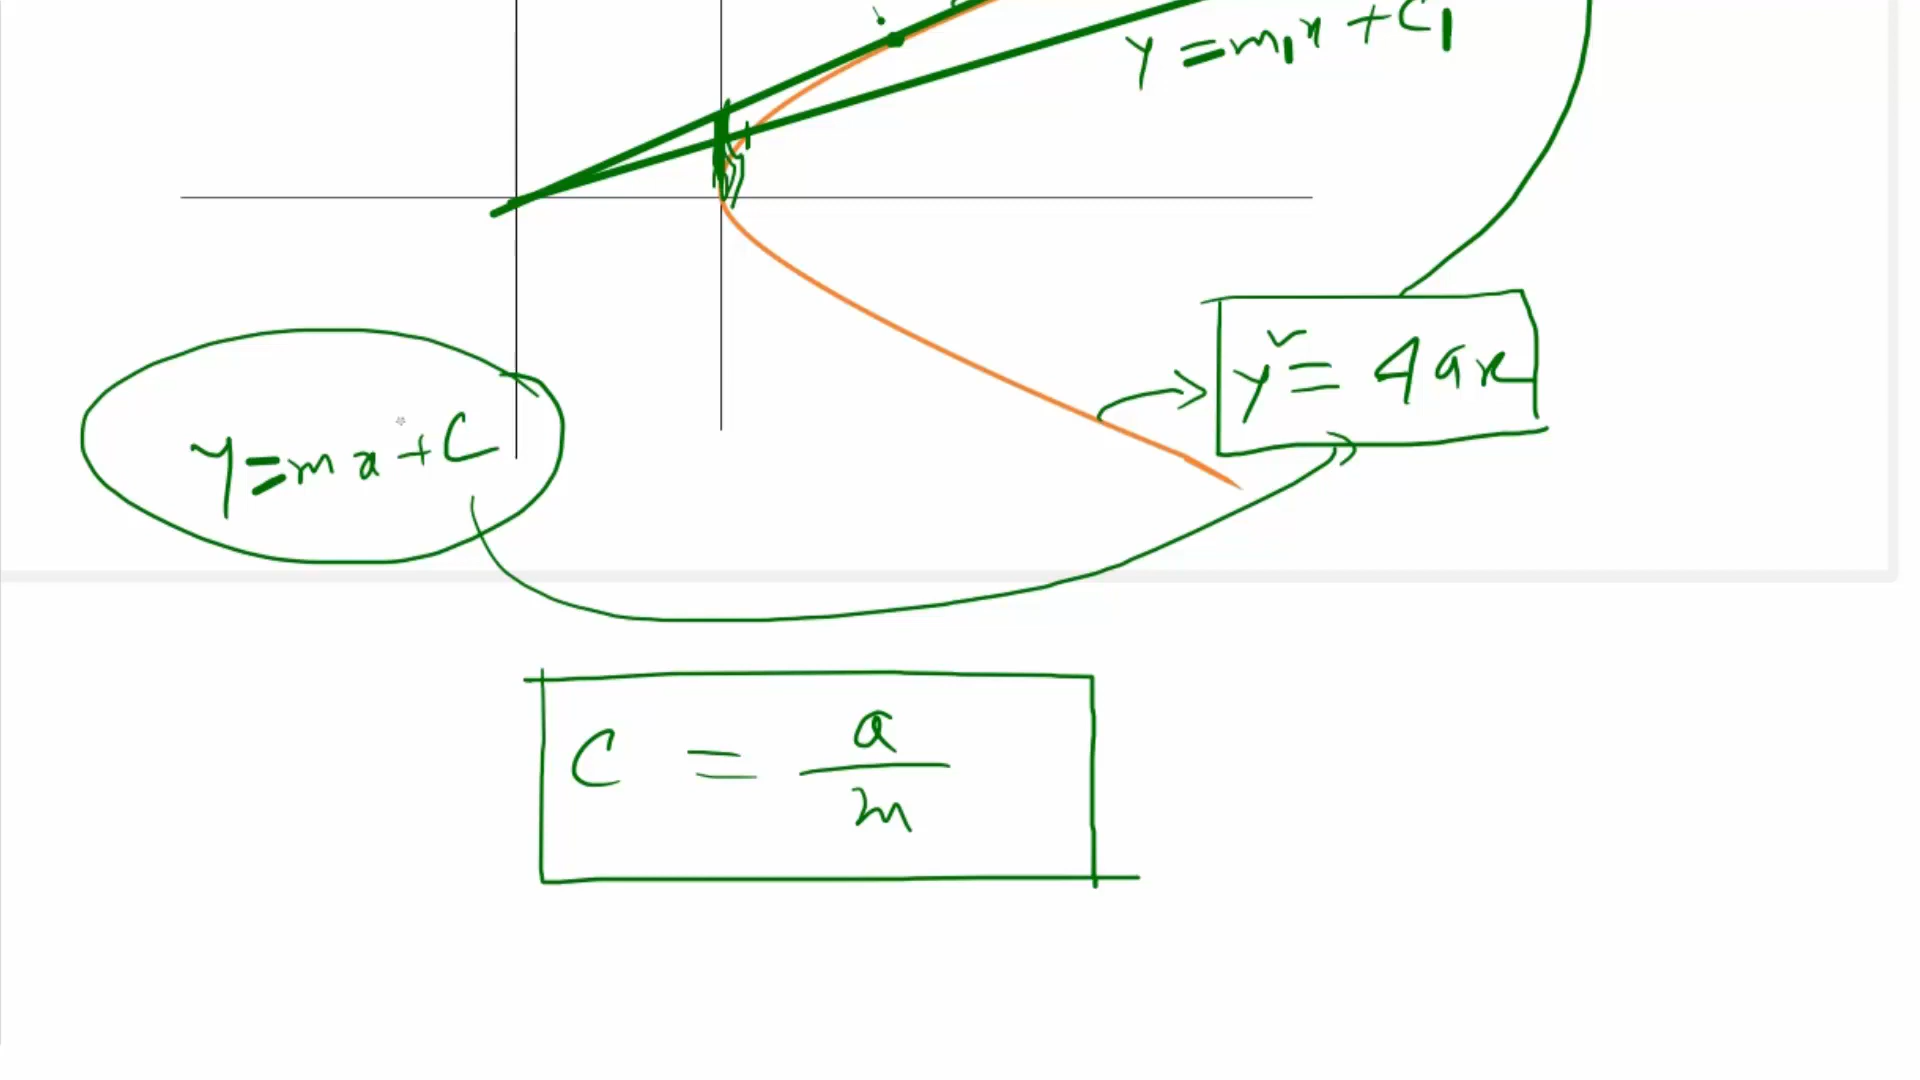 y = m₁x + C₁
y² = 4ax
y = mx + C
C = a/m